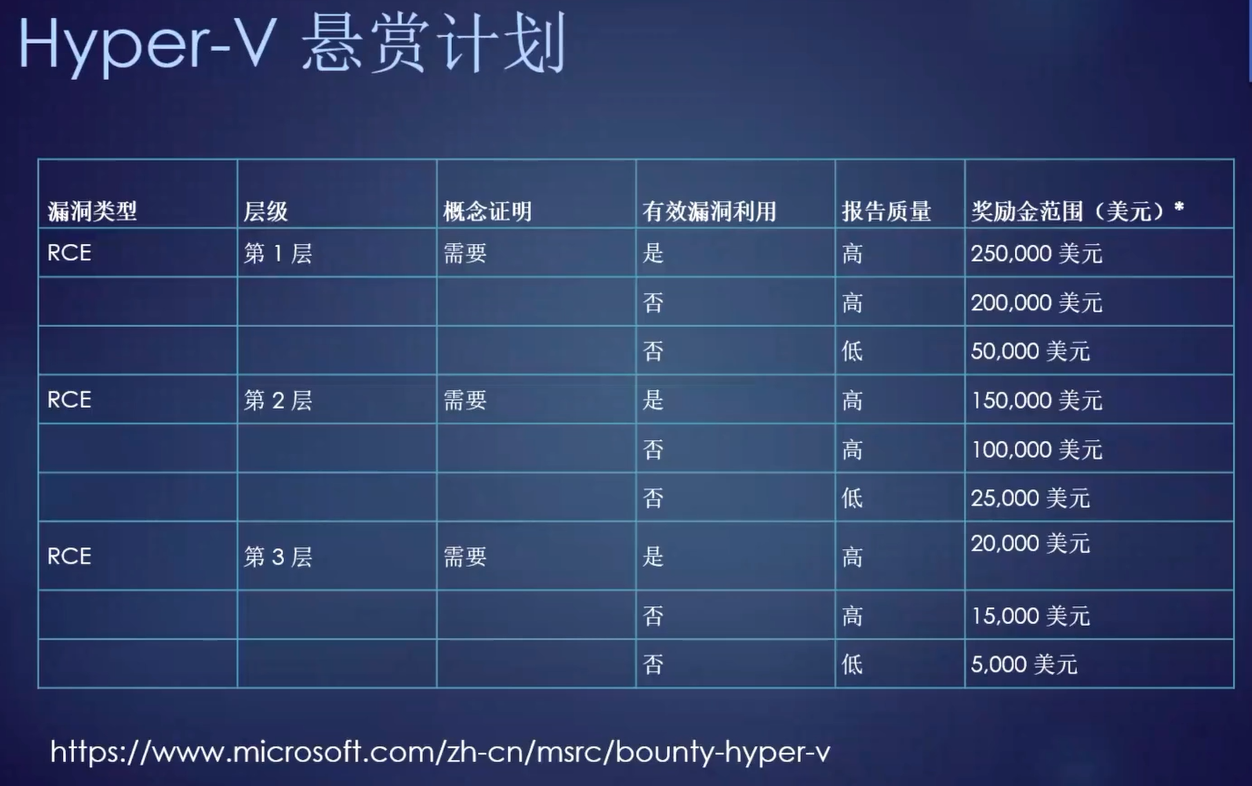 Hyper-V 悬赏计划
漏洞类型 层级 概念证明 有效漏洞利用 报告质量 奖励金范围（美元）*
RCE 第 1 层 需要 是 高 250,000 美元
否 高 200,000 美元
否 低 50,000 美元
RCE 第 2 层 需要 是 高 150,000 美元
否 高 100,000 美元
否 低 25,000 美元
RCE 第 3 层 需要 是 高 20,000 美元
否 高 15,000 美元
否 低 5,000 美元
https://www.microsoft.com/zh-cn/msrc/bounty-hyper-v